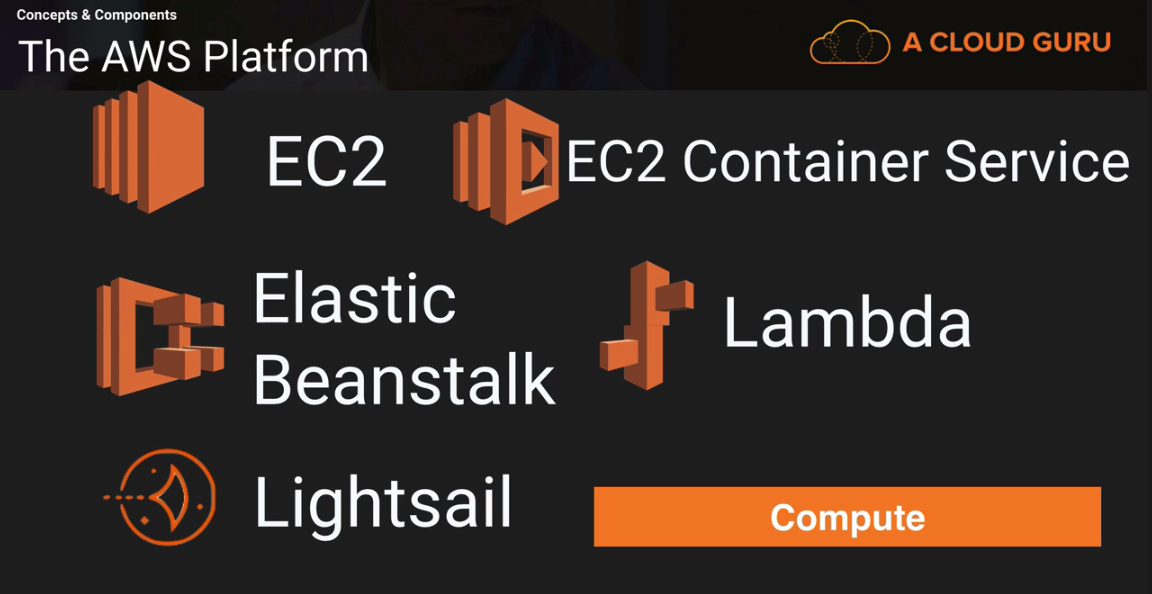 Concepts & Components
The AWS Platform
A CLOUD GURU
EC2
EC2 Container Service
Elastic
Beanstalk
Lambda
Lightsail
Compute